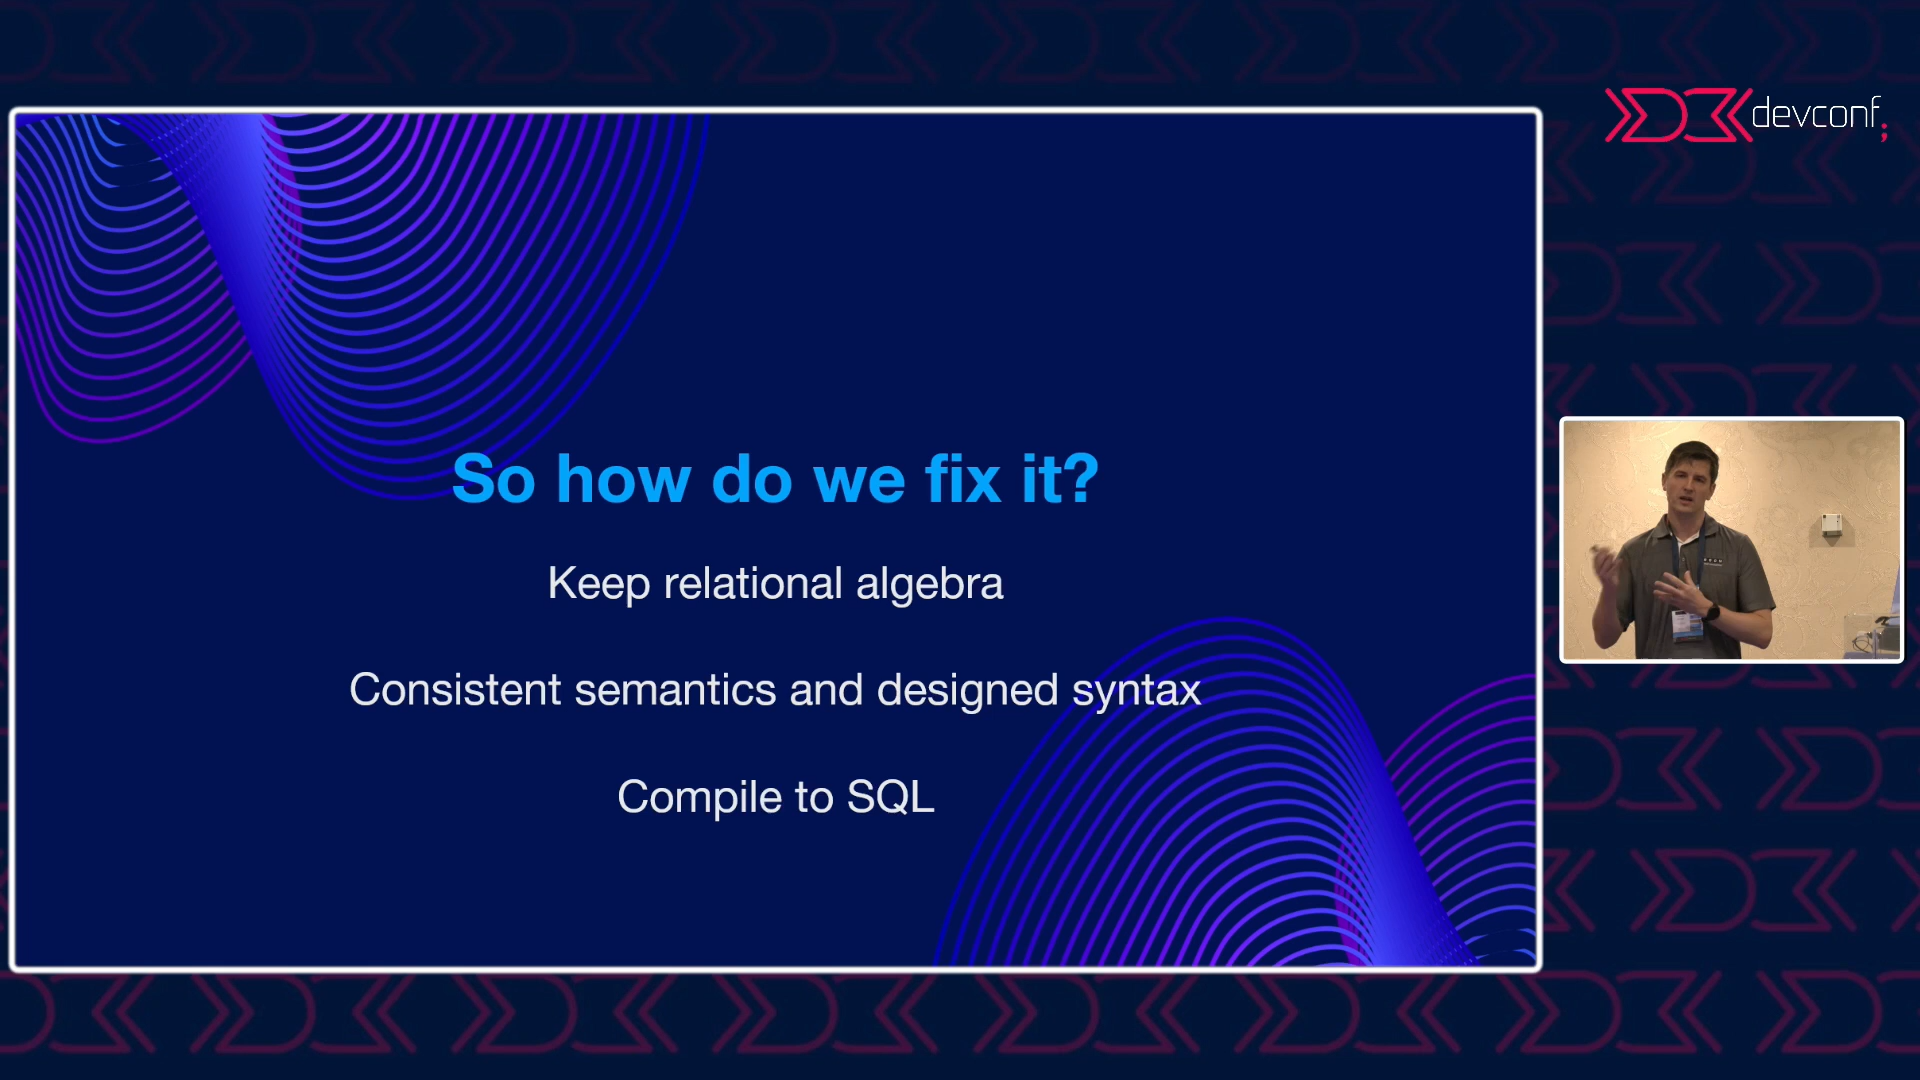 devconf;
So how do we fix it?
Keep relational algebra
Consistent semantics and designed syntax
Compile to SQL